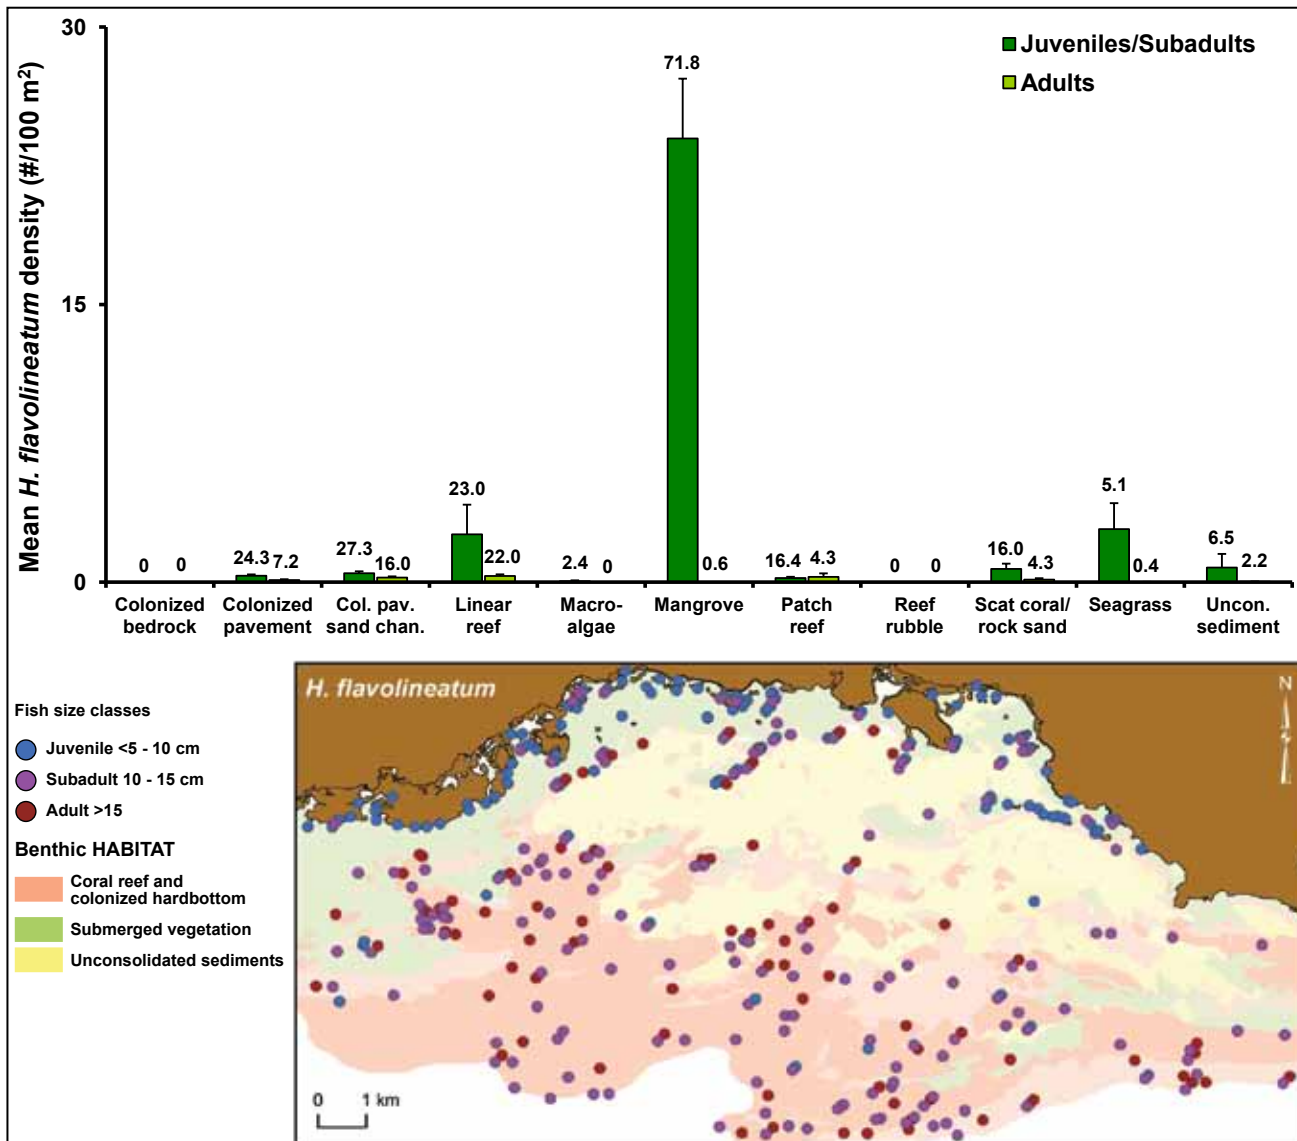 Mean H. flavolineatum density (#/100 m²)
30
15
0
Juveniles/Subadults
Adults
0 0
24.3 7.2
27.3 16.0
23.0 22.0
2.4 0
71.8 0.6
16.4 4.3
0 0
16.0 4.3
5.1 0.4
6.5 2.2
Colonized
bedrock
Colonized
pavement
Col. pav.
sand chan.
Linear
reef
Macro-
algae
Mangrove
Patch
reef
Reef
rubble
Scat coral/
rock sand
Seagrass
Uncon.
sediment
Fish size classes
Juvenile <5 - 10 cm
Subadult 10 - 15 cm
Adult >15
Benthic HABITAT
Coral reef and
colonized hardbottom
Submerged vegetation
Unconsolidated sediments
H. flavolineatum
N
0 1 km